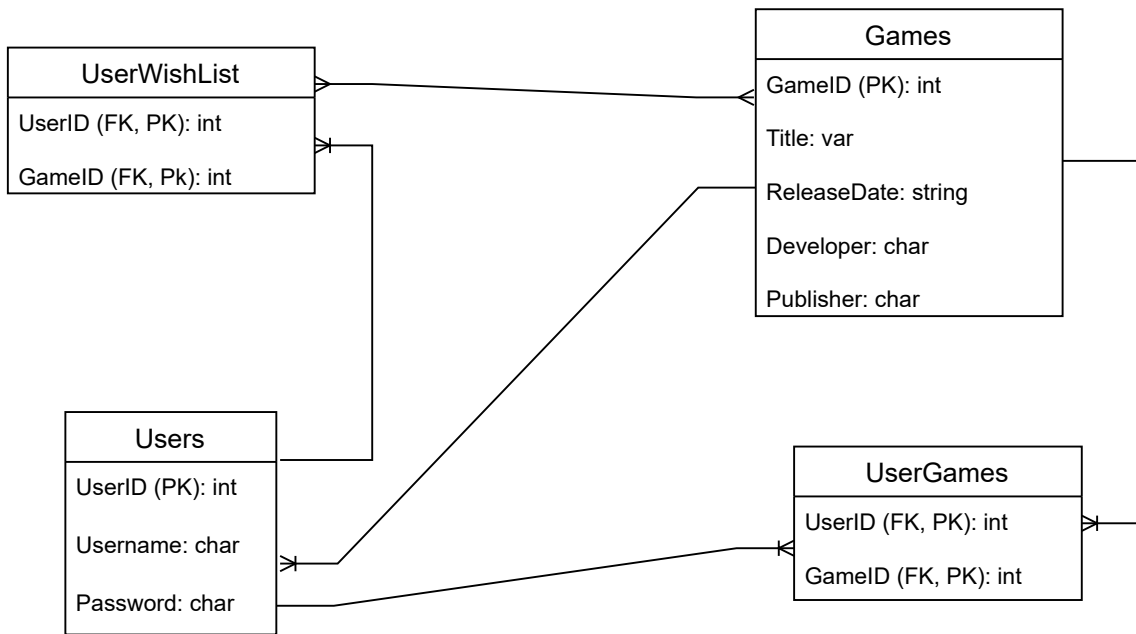 UserWishList
UserID (FK, PK): int
GameID (FK, Pk): int
Games
GameID (PK): int
Title: var
ReleaseDate: string
Developer: char
Publisher: char
Users
UserID (PK): int
Username: char
Password: char
UserGames
UserID (FK, PK): int
GameID (FK, PK): int